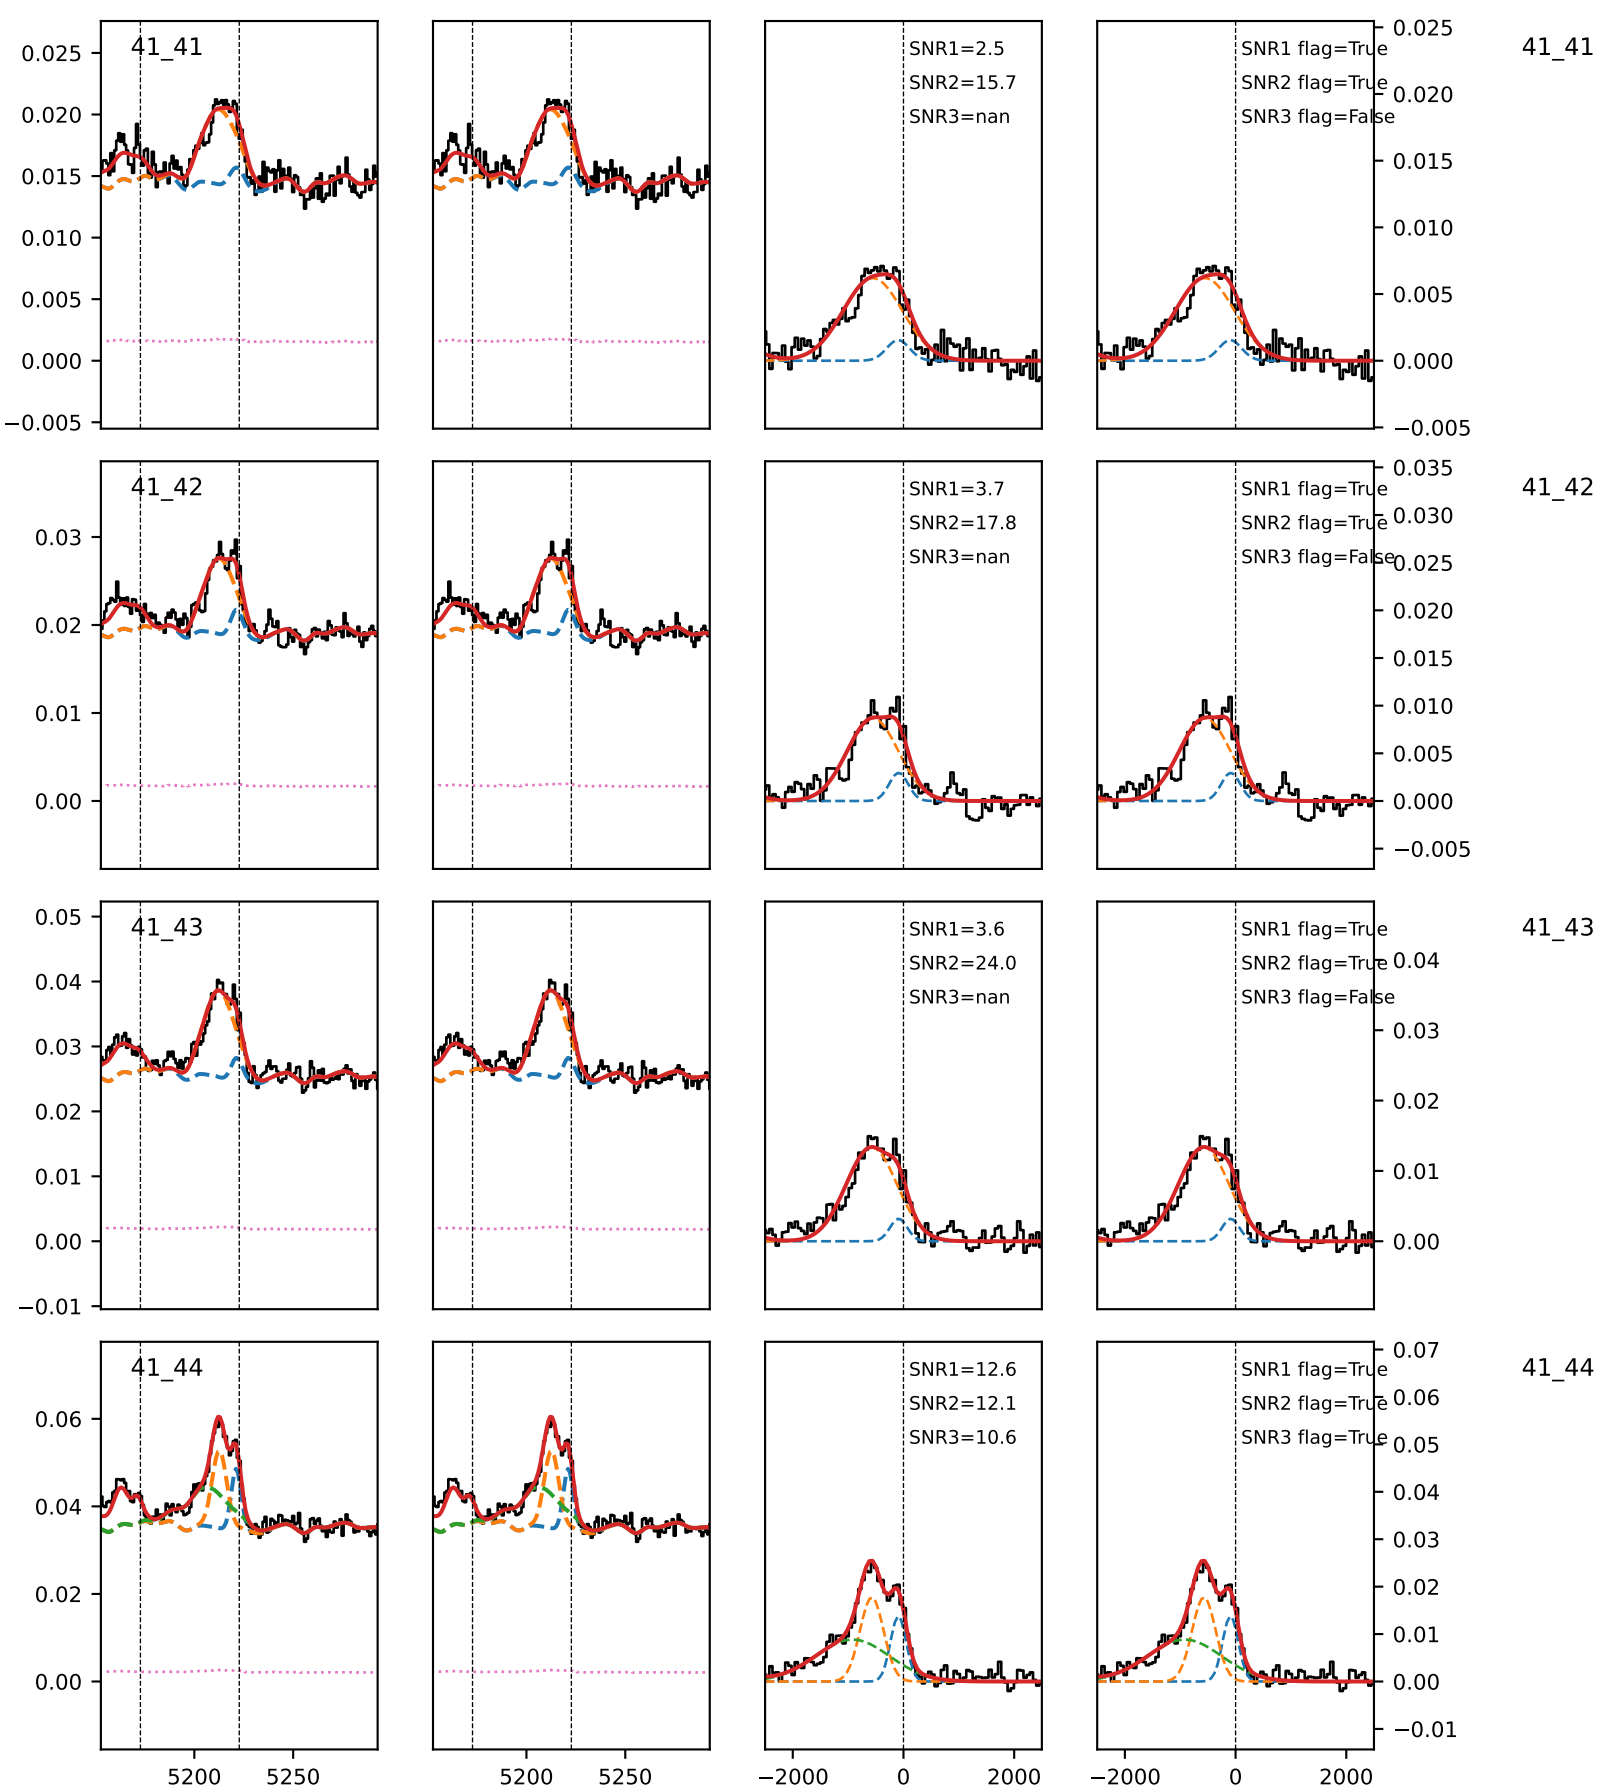 41_41
SNR1=2.5
SNR2=15.7
SNR3=nan
SNR1 flag=True
SNR2 flag=True
SNR3 flag=False
41_41
0.025
0.020
0.015
0.010
0.005
0.000
−0.005
0.025
0.020
0.015
0.010
0.005
0.000
−0.005
41_42
SNR1=3.7
SNR2=17.8
SNR3=nan
SNR1 flag=True
SNR2 flag=True
SNR3 flag=False
41_42
0.03
0.02
0.01
0.00
0.035
0.030
0.025
0.020
0.015
0.010
0.005
0.000
−0.005
41_43
SNR1=3.6
SNR2=24.0
SNR3=nan
SNR1 flag=True
SNR2 flag=True
SNR3 flag=False
41_43
0.05
0.04
0.03
0.02
0.01
0.00
−0.01
0.04
0.03
0.02
0.01
0.00
41_44
SNR1=12.6
SNR2=12.1
SNR3=10.6
SNR1 flag=True
SNR2 flag=True
SNR3 flag=True
41_44
0.06
0.04
0.02
0.00
0.07
0.06
0.05
0.04
0.03
0.02
0.01
0.00
−0.01
5200 5250
5200 5250
−2000 0 2000
−2000 0 2000